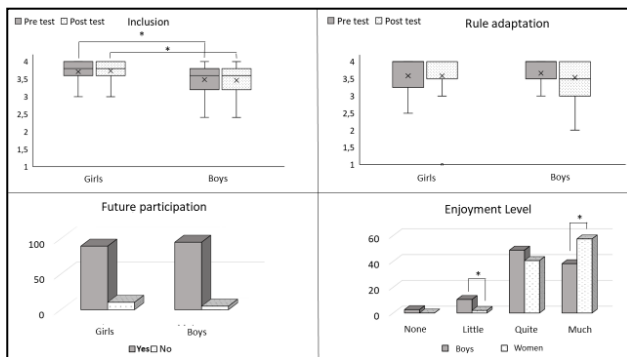 Inclusion
Pre test Post test
*
*
4
3,5
3
2,5
2
1,5
1
Girls Boys
Rule adaptation
Pre test Post test
4
3,5
3
2,5
2
1,5
1
Girls Boys
Future participation
100
50
0
Girls Boys
Yes No
Enjoyment Level
60
40
20
0
*
*
None Little Quite Much
Boys Women